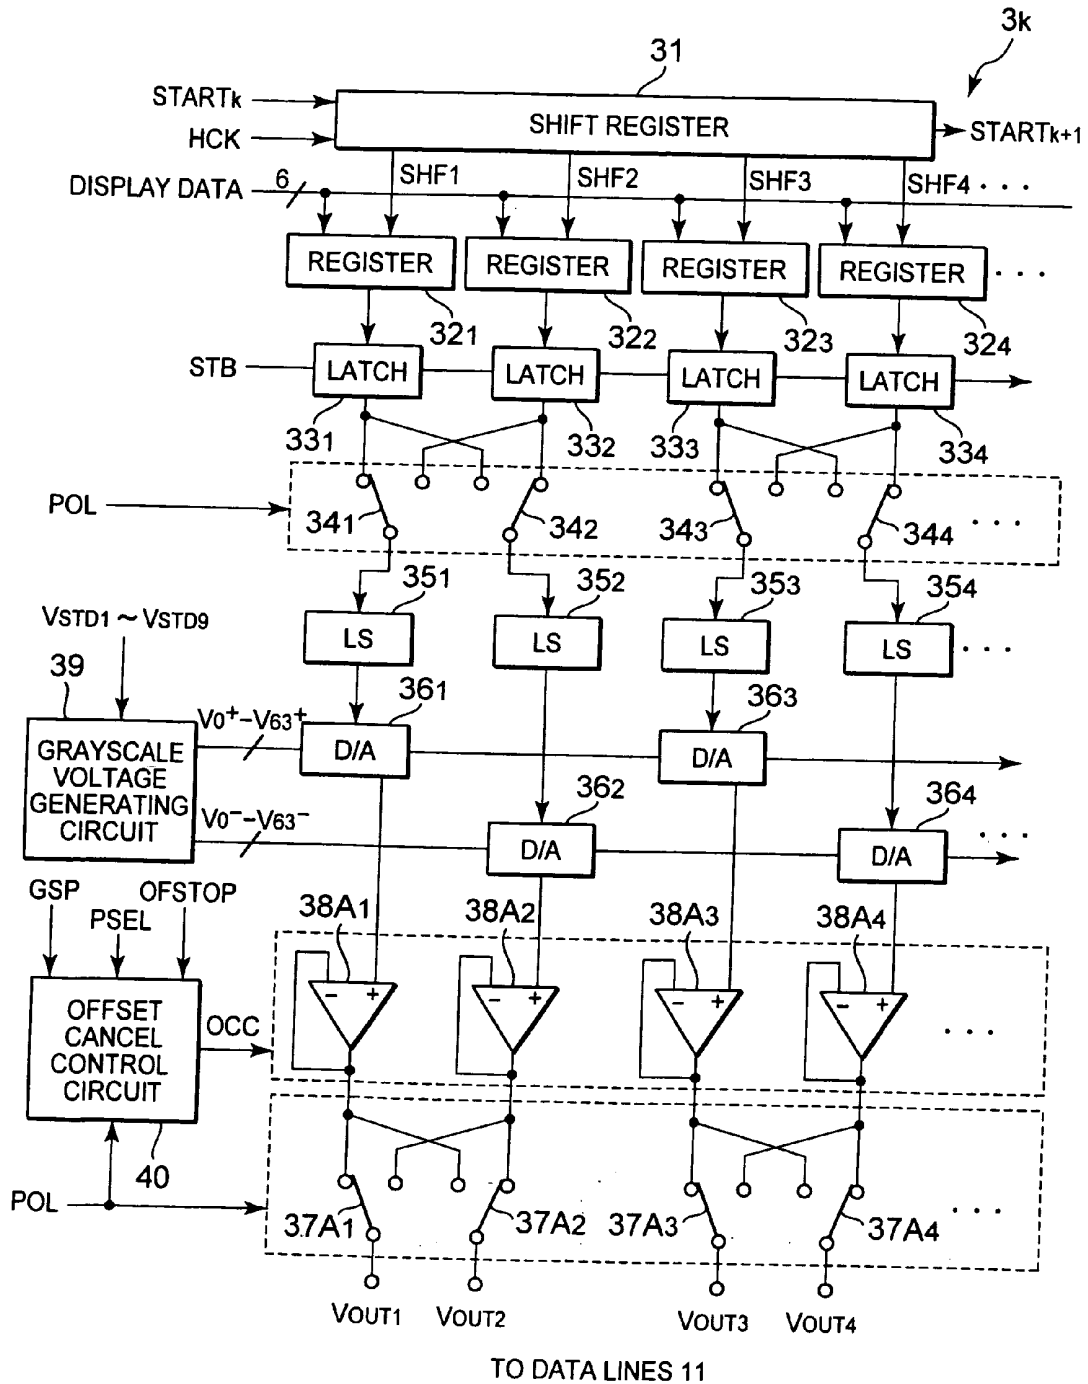 3k
31
STARTk
SHIFT REGISTER
STARTk+1
HCK
SHF1 SHF2 SHF3 SHF4 · · ·
DISPLAY DATA 6
REGISTER REGISTER REGISTER REGISTER · · ·
321 322 323 324
STB LATCH LATCH LATCH LATCH
331 332 333 334
POL
341 342 343 344 · · ·
351 352 353 354
LS LS LS LS · · ·
VSTD1 ~ VSTD9
39
361 363
V0+–V63+
D/A D/A
GRAYSCALE
VOLTAGE
GENERATING
CIRCUIT
362 364
V0-–V63-
D/A D/A · · ·
GSP PSEL OFSTOP
38A1 38A2 38A3 38A4
- + - + - + - +
OFFSET
CANCEL
CONTROL
CIRCUIT
OCC
· · ·
40
POL
37A1 37A2 37A3 37A4 · · ·
VOUT1 VOUT2 VOUT3 VOUT4
TO DATA LINES 11